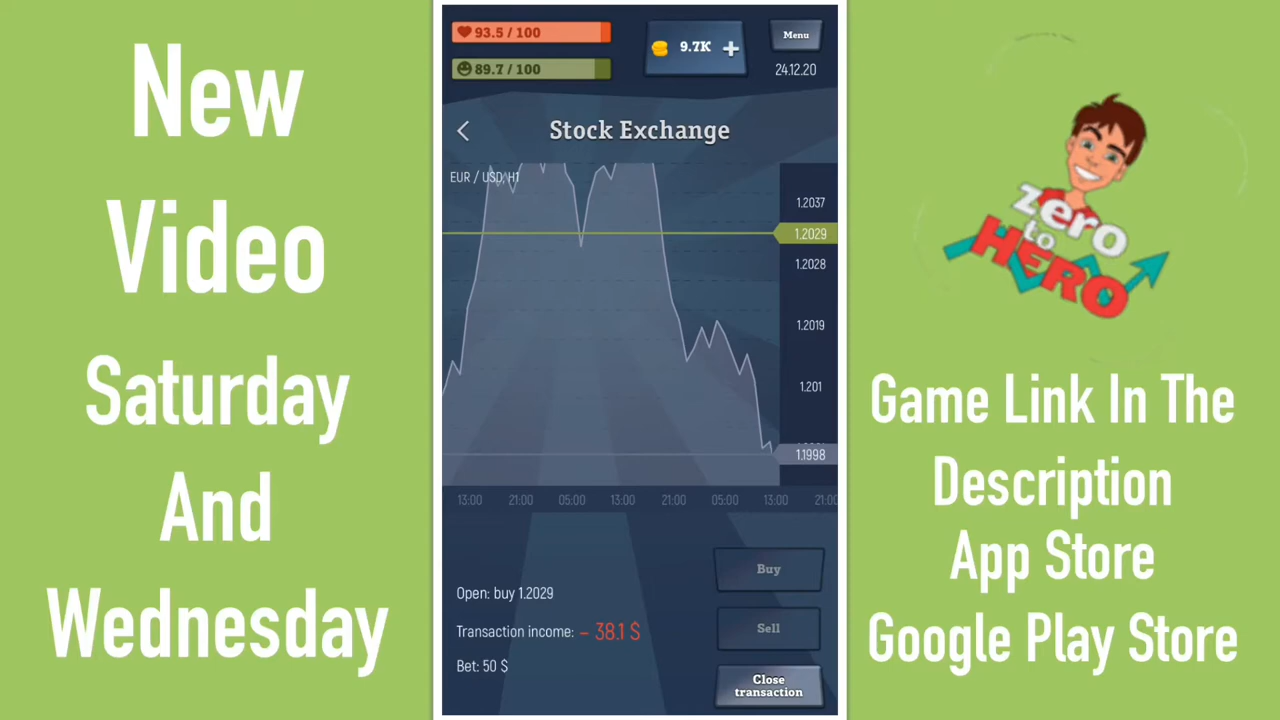 New
Video
Saturday
And
Wednesday
93.5 / 100
89.7 / 100
9.7K +
Menu
24.12.20
Stock Exchange
EUR / USD, H1
1.2037
1.2029
1.2028
1.2019
1.201
1.1998
13:00 21:00 05:00 13:00 21:00 05:00 13:00 21:00
Open: buy 1.2029
Transaction income: - 38.1 $
Bet: 50 $
Buy
Sell
Close
transaction
zero
to
HERO
Game Link In The
Description
App Store
Google Play Store